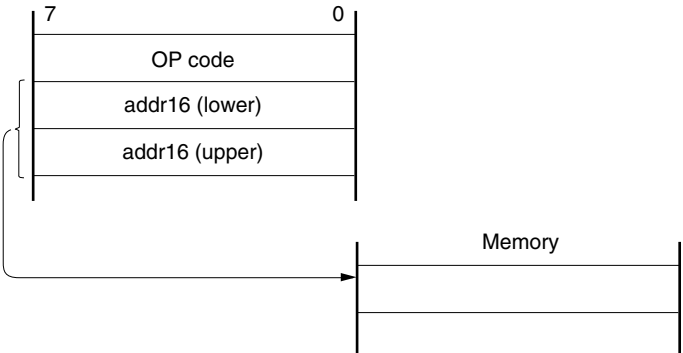 7 0
OP code
addr16 (lower)
addr16 (upper)
Memory